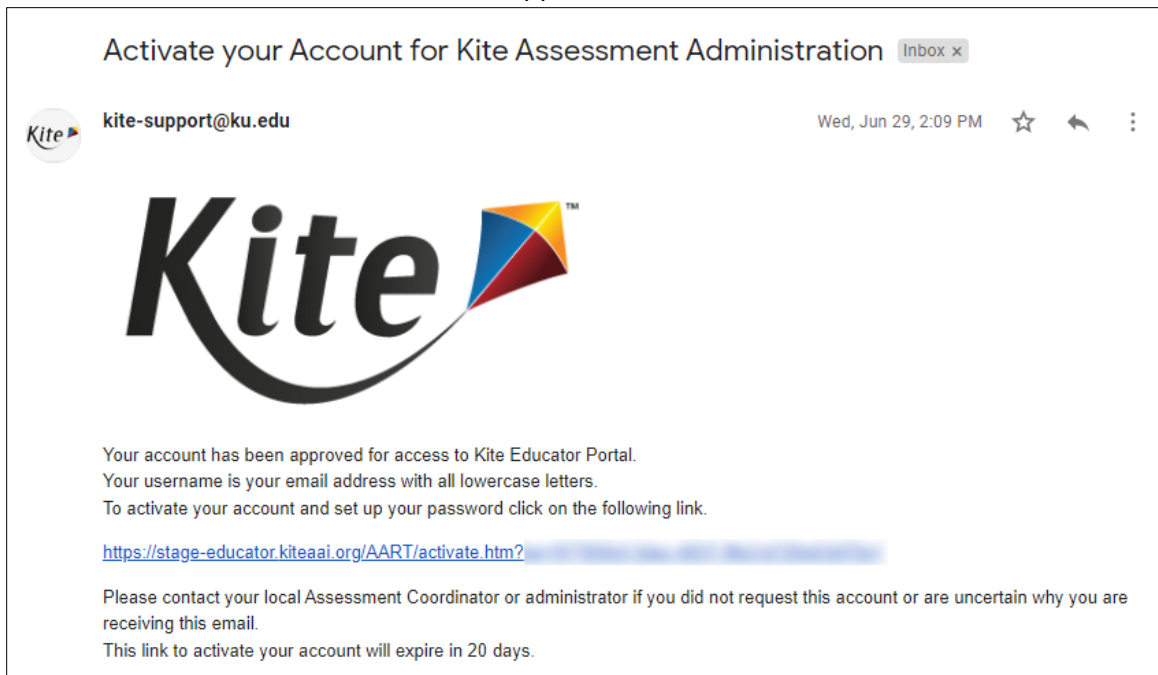 Activate your Account for Kite Assessment Administration Inbox x
Kite
kite-support@ku.edu Wed, Jun 29, 2:09 PM
Kite™
Your account has been approved for access to Kite Educator Portal.
Your username is your email address with all lowercase letters.
To activate your account and set up your password click on the following link.
https://stage-educator.kiteaai.org/AART/activate.htm?
Please contact your local Assessment Coordinator or administrator if you did not request this account or are uncertain why you are
receiving this email.
This link to activate your account will expire in 20 days.